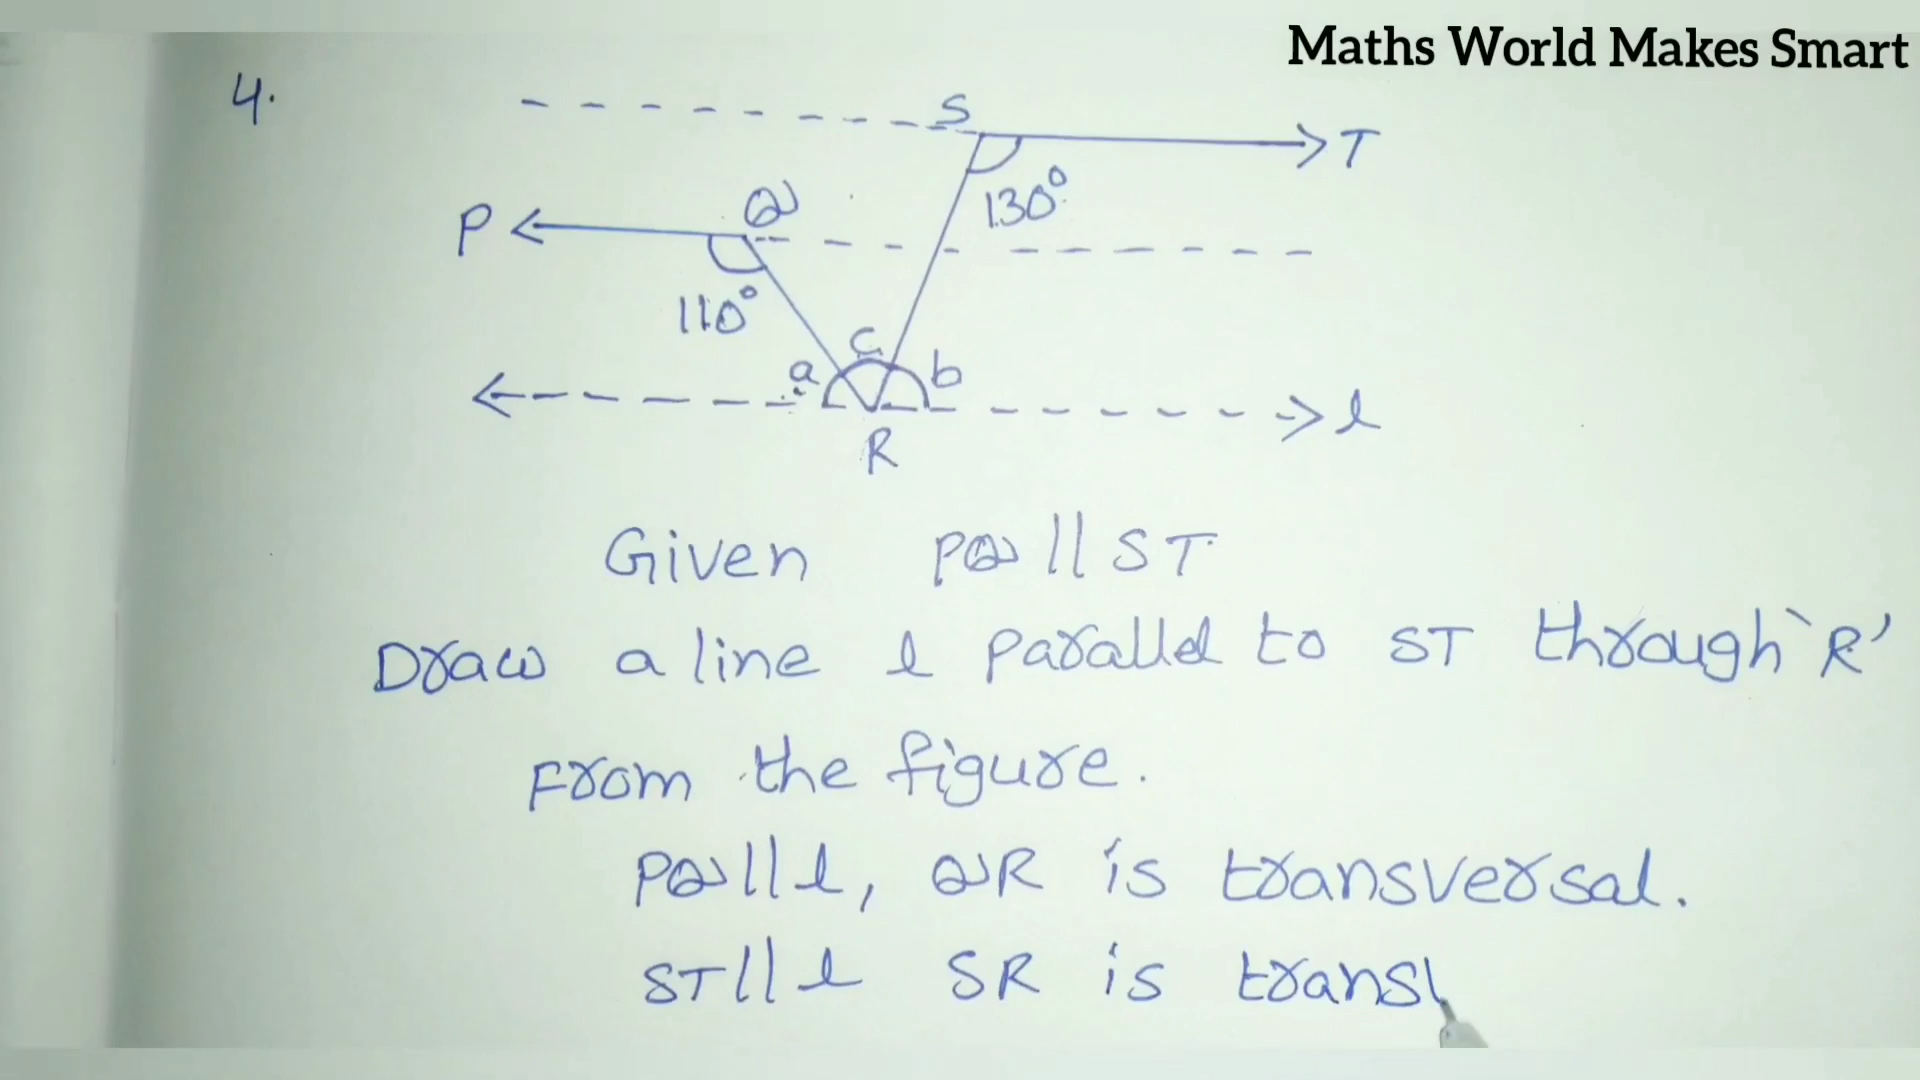 Maths World Makes Smart
4.
S
T
130°
P
Q
110°
a
c
b
l
R
Given PQ || ST
Draw a line l parallel to ST through 'R'
From the figure.
PQ || l, QR is transversal.
ST || l SR is transv